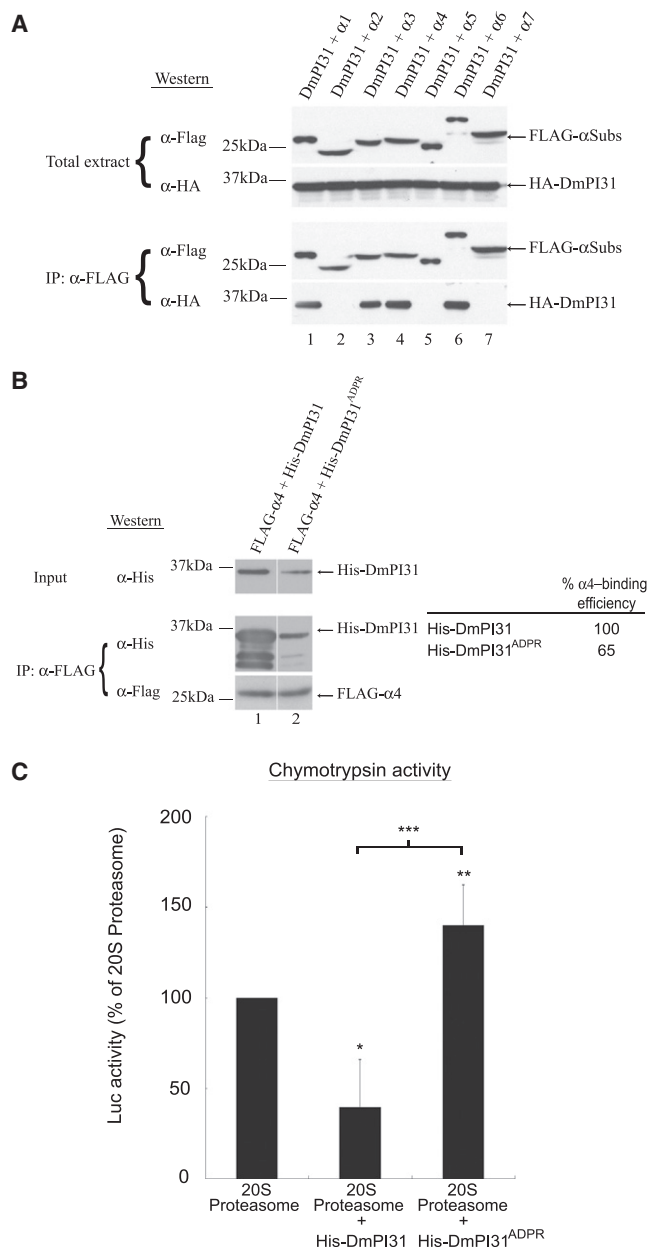 A
DmPI31 + α1
DmPI31 + α2
DmPI31 + α3
DmPI31 + α4
DmPI31 + α5
DmPI31 + α6
DmPI31 + α7
Western
Total extract
α-Flag
25kDa
FLAG-αSubs
α-HA
37kDa
HA-DmPI31
IP: α-FLAG
α-Flag
25kDa
FLAG-αSubs
α-HA
37kDa
HA-DmPI31
1 2 3 4 5 6 7
B
FLAG-α4 + His-DmPI31
FLAG-α4 + His-DmPI31ADPR
Western
Input
α-His
37kDa
His-DmPI31
IP: α-FLAG
α-His
37kDa
His-DmPI31
α-Flag
25kDa
FLAG-α4
1 2
% α4–binding
efficiency
His-DmPI31 100
His-DmPI31ADPR 65
C
Chymotrypsin activity
Luc activity (% of 20S Proteasome)
200
150
100
50
0
*
***
**
20S
Proteasome
20S
Proteasome
+
His-DmPI31
20S
Proteasome
+
His-DmPI31ADPR